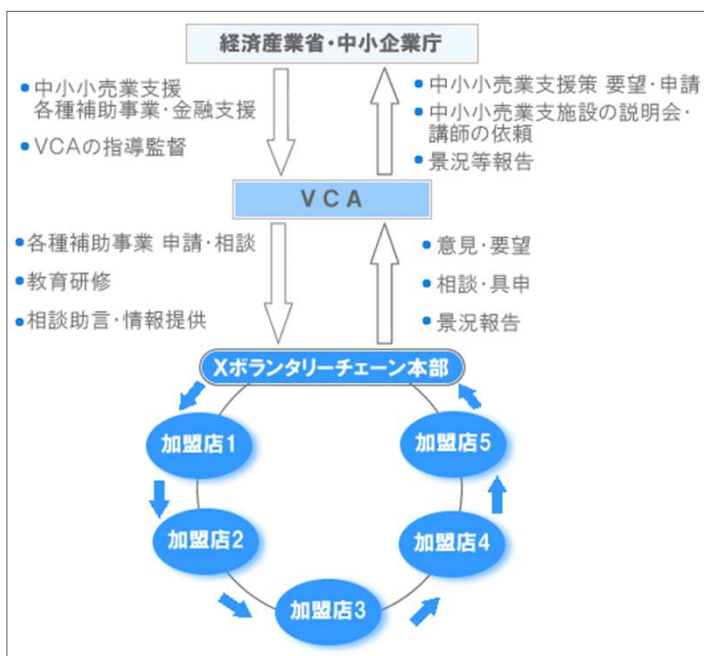 経済産業省・中小企業庁
●中小小売業支援
各種補助事業・金融支援
●VCAの指導監督
●中小小売業支援策 要望・申請
●中小小売業支施設の説明会・
講師の依頼
●景況等報告
VCA
●各種補助事業 申請・相談
●教育研修
●相談助言・情報提供
●意見・要望
●相談・具申
●景況報告
Xボランタリーチェーン本部
加盟店1
加盟店5
加盟店2
加盟店4
加盟店3